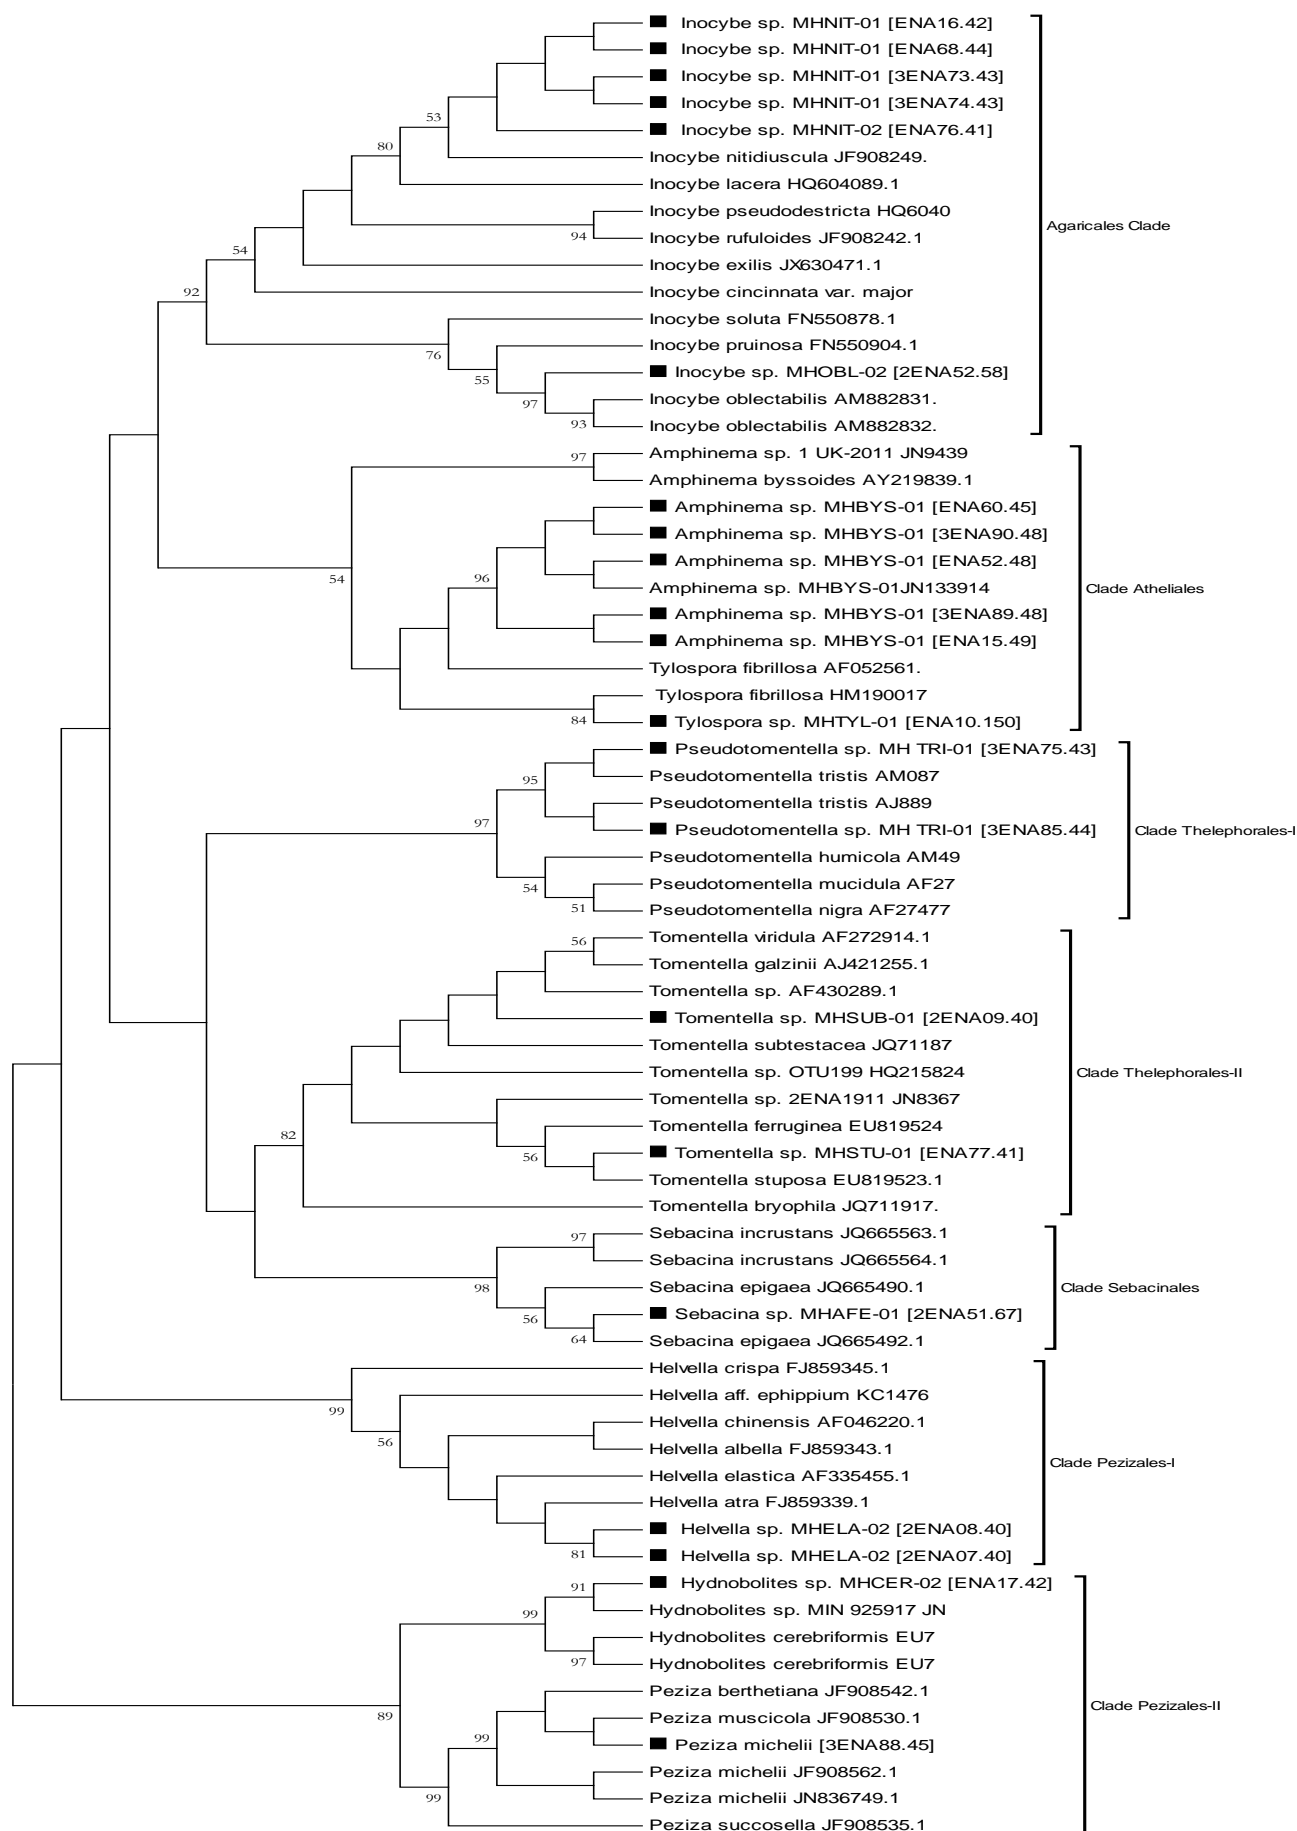 Inocybe sp. MHNIT-01 [ENA16.42]
Inocybe sp. MHNIT-01 [ENA68.44]
Inocybe sp. MHNIT-01 [3ENA73.43]
Inocybe sp. MHNIT-01 [3ENA74.43]
53
Inocybe sp. MHNIT-02 [ENA76.41]
80
Inocybe nitidiuscula JF908249.
Inocybe lacera HQ604089.1
Inocybe pseudodestricta HQ6040
Agaricales Clade
94
Inocybe rufuloides JF908242.1
54
Inocybe exilis JX630471.1
92
Inocybe cincinnata var. major
Inocybe soluta FN550878.1
76
Inocybe pruinosa FN550904.1
55
Inocybe sp. MHOBL-02 [2ENA52.58]
97
Inocybe oblectabilis AM882831.
93
Inocybe oblectabilis AM882832.
97
Amphinema sp. 1 UK-2011 JN9439
Amphinema byssoides AY219839.1
Amphinema sp. MHBYS-01 [ENA60.45]
Amphinema sp. MHBYS-01 [3ENA90.48]
Amphinema sp. MHBYS-01 [ENA52.48]
54
96
Amphinema sp. MHBYS-01JN133914
Clade Atheliales
Amphinema sp. MHBYS-01 [3ENA89.48]
Amphinema sp. MHBYS-01 [ENA15.49]
Tylospora fibrillosa AF052561.
Tylospora fibrillosa HM190017
84
Tylospora sp. MHTYL-01 [ENA10.150]
Pseudotomentella sp. MH TRI-01 [3ENA75.43]
95
Pseudotomentella tristis AM087
Pseudotomentella tristis AJ889
97
Pseudotomentella sp. MH TRI-01 [3ENA85.44]
Clade Thelephorales-I
Pseudotomentella humicola AM49
54
Pseudotomentella mucidula AF27
51
Pseudotomentella nigra AF27477
56
Tomentella viridula AF272914.1
Tomentella galzinii AJ421255.1
Tomentella sp. AF430289.1
Tomentella sp. MHSUB-01 [2ENA09.40]
Tomentella subtestacea JQ71187
Tomentella sp. OTU199 HQ215824
Clade Thelephorales-II
Tomentella sp. 2ENA1911 JN8367
82
Tomentella ferruginea EU819524
56
Tomentella sp. MHSTU-01 [ENA77.41]
Tomentella stuposa EU819523.1
Tomentella bryophila JQ711917.
97
Sebacina incrustans JQ665563.1
Sebacina incrustans JQ665564.1
98
Sebacina epigaea JQ665490.1
Clade Sebacinales
56
Sebacina sp. MHAFE-01 [2ENA51.67]
64
Sebacina epigaea JQ665492.1
Helvella crispa FJ859345.1
99
Helvella aff. ephippium KC1476
56
Helvella chinensis AF046220.1
Helvella albella FJ859343.1
Clade Pezizales-I
Helvella elastica AF335455.1
Helvella atra FJ859339.1
Helvella sp. MHELA-02 [2ENA08.40]
81
Helvella sp. MHELA-02 [2ENA07.40]
91
Hydnobolites sp. MHCER-02 [ENA17.42]
99
Hydnobolites sp. MIN 925917 JN
Hydnobolites cerebriformis EU7
97
Hydnobolites cerebriformis EU7
Peziza berthetiana JF908542.1
89
Clade Pezizales-II
Peziza muscicola JF908530.1
99
Peziza michelii [3ENA88.45]
Peziza michelii JF908562.1
99
Peziza michelii JN836749.1
Peziza succosella JF908535.1